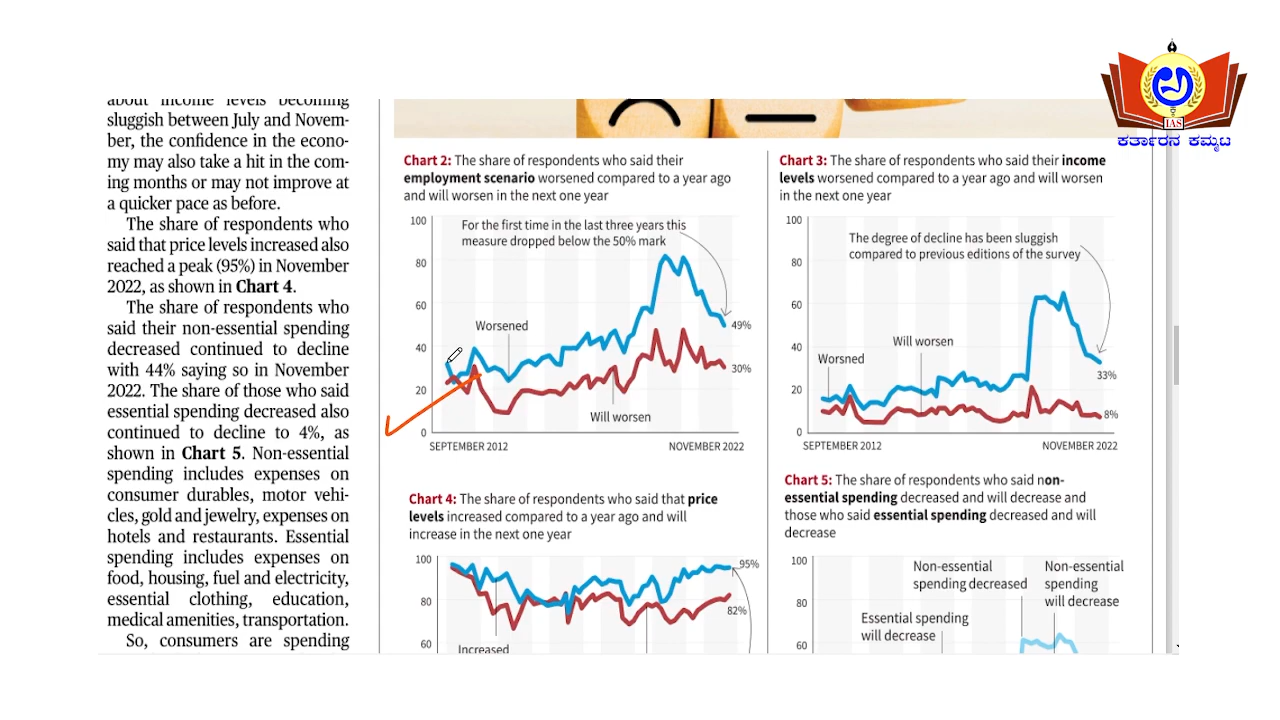 about income levels becoming
sluggish between July and Novem-
ber, the confidence in the econo-
my may also take a hit in the com-
ing months or may not improve at
a quicker pace as before.
The share of respondents who
said that price levels increased also
reached a peak (95%) in November
2022, as shown in Chart 4.
The share of respondents who
said their non-essential spending
decreased continued to decline
with 44% saying so in November
2022. The share of those who said
essential spending decreased also
continued to decline to 4%, as
shown in Chart 5. Non-essential
spending includes expenses on
consumer durables, motor vehi-
cles, gold and jewelry, expenses on
hotels and restaurants. Essential
spending includes expenses on
food, housing, fuel and electricity,
essential clothing, education,
medical amenities, transportation.
So, consumers are spending
Chart 2: The share of respondents who said their
employment scenario worsened compared to a year ago
and will worsen in the next one year
100
80
60
40
20
0
For the first time in the last three years this
measure dropped below the 50% mark
Worsened
Will worsen
49%
30%
SEPTEMBER 2012
NOVEMBER 2022
Chart 3: The share of respondents who said their income
levels worsened compared to a year ago and will worsen
in the next one year
100
80
60
40
20
0
The degree of decline has been sluggish
compared to previous editions of the survey
Will worsen
Worsned
33%
8%
SEPTEMBER 2012
NOVEMBER 2022
Chart 4: The share of respondents who said that price
levels increased compared to a year ago and will
increase in the next one year
100
80
60
95%
82%
Increased
Chart 5: The share of respondents who said non-
essential spending decreased and will decrease and
those who said essential spending decreased and will
decrease
100
80
60
Non-essential
spending decreased
Non-essential
spending
will decrease
Essential spending
will decrease
IAS
ಕರ್ತಾರನ ಕಮ್ಮಟ